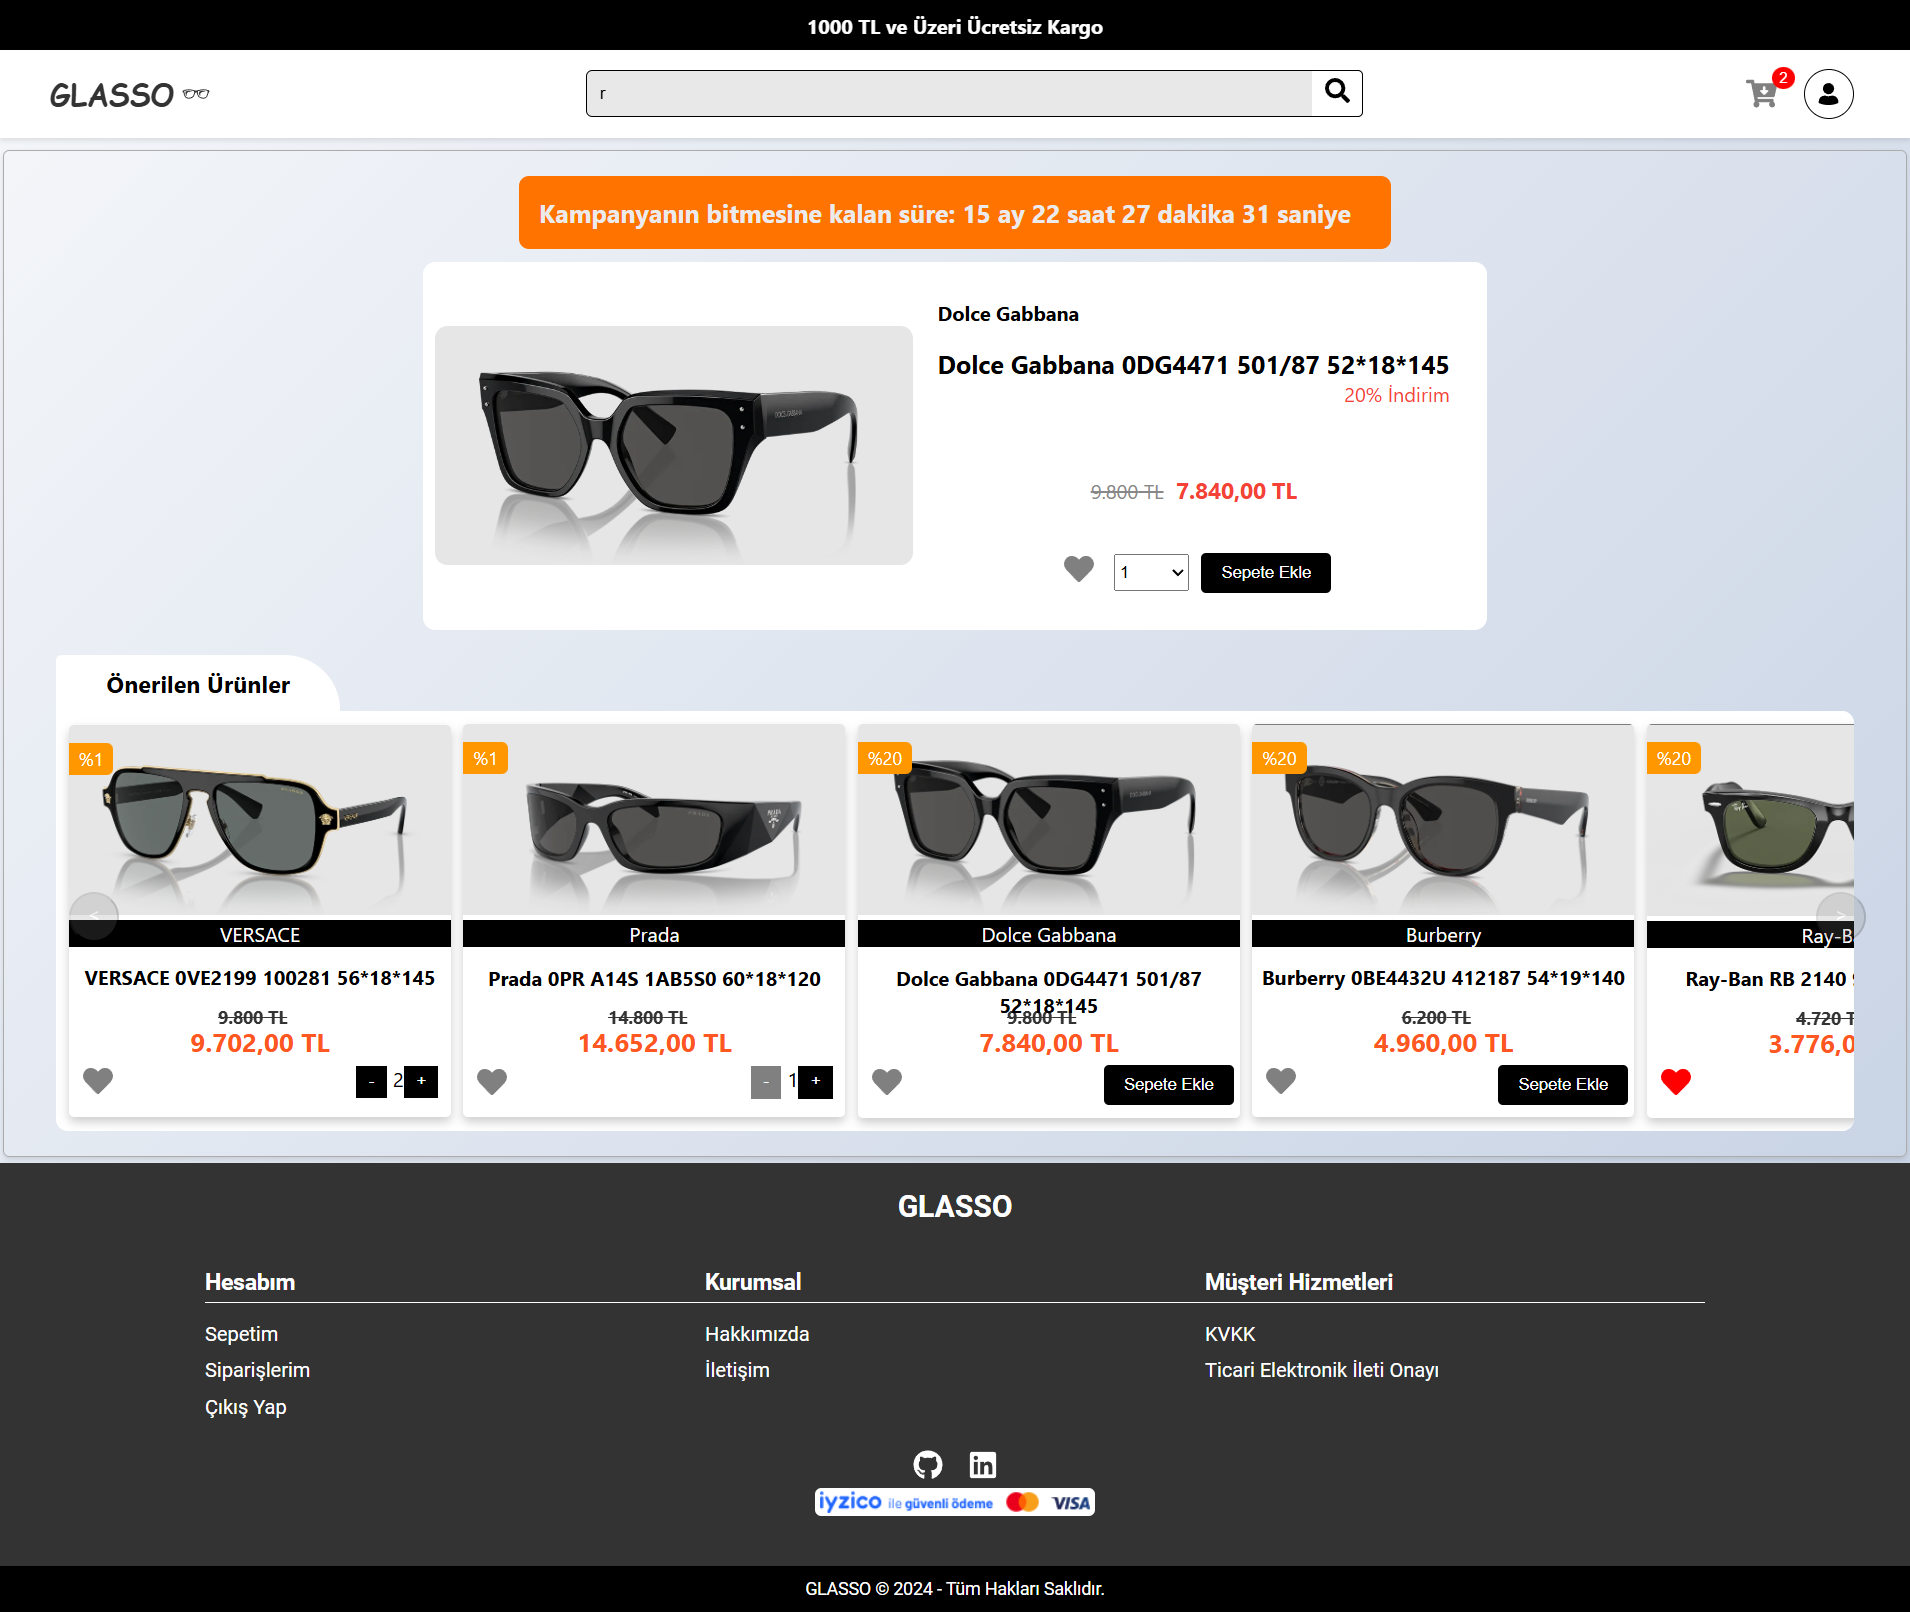 1000 TL ve Üzeri Ücretsiz Kargo
GLASSO
r
2
Kampanyanın bitmesine kalan süre: 15 ay 22 saat 27 dakika 31 saniye
Dolce Gabbana
Dolce Gabbana 0DG4471 501/87 52*18*145
20% İndirim
9.800 TL 7.840,00 TL
1 Sepete Ekle
Önerilen Ürünler
%1
<
VERSACE
VERSACE 0VE2199 100281 56*18*145
9.800 TL
9.702,00 TL
- 2 +
%1
PRADA
Prada
Prada 0PR A14S 1AB5S0 60*18*120
14.800 TL
14.652,00 TL
- 1 +
%20
Dolce Gabbana
Dolce Gabbana 0DG4471 501/87
52*18*145
9.800 TL
7.840,00 TL
Sepete Ekle
%20
Burberry
Burberry 0BE4432U 412187 54*19*140
6.200 TL
4.960,00 TL
Sepete Ekle
%20
>
Ray-B
Ray-Ban RB 2140
4.720 T
3.776,0
GLASSO
Hesabım
Sepetim
Siparişlerim
Çıkış Yap
Kurumsal
Hakkımızda
İletişim
Müşteri Hizmetleri
KVKK
Ticari Elektronik İleti Onayı
in
iyzico ile güvenli ödeme VISA
GLASSO © 2024 - Tüm Hakları Saklıdır.